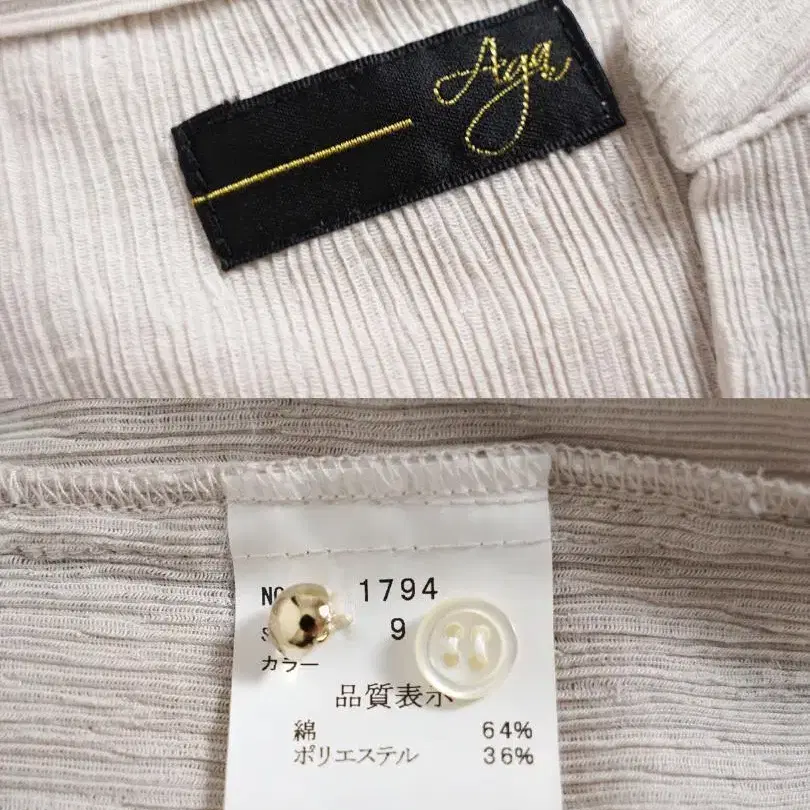 Aga
NO 1794
S 9
カラー
品質表示
綿 64%
ポリエステル 36%